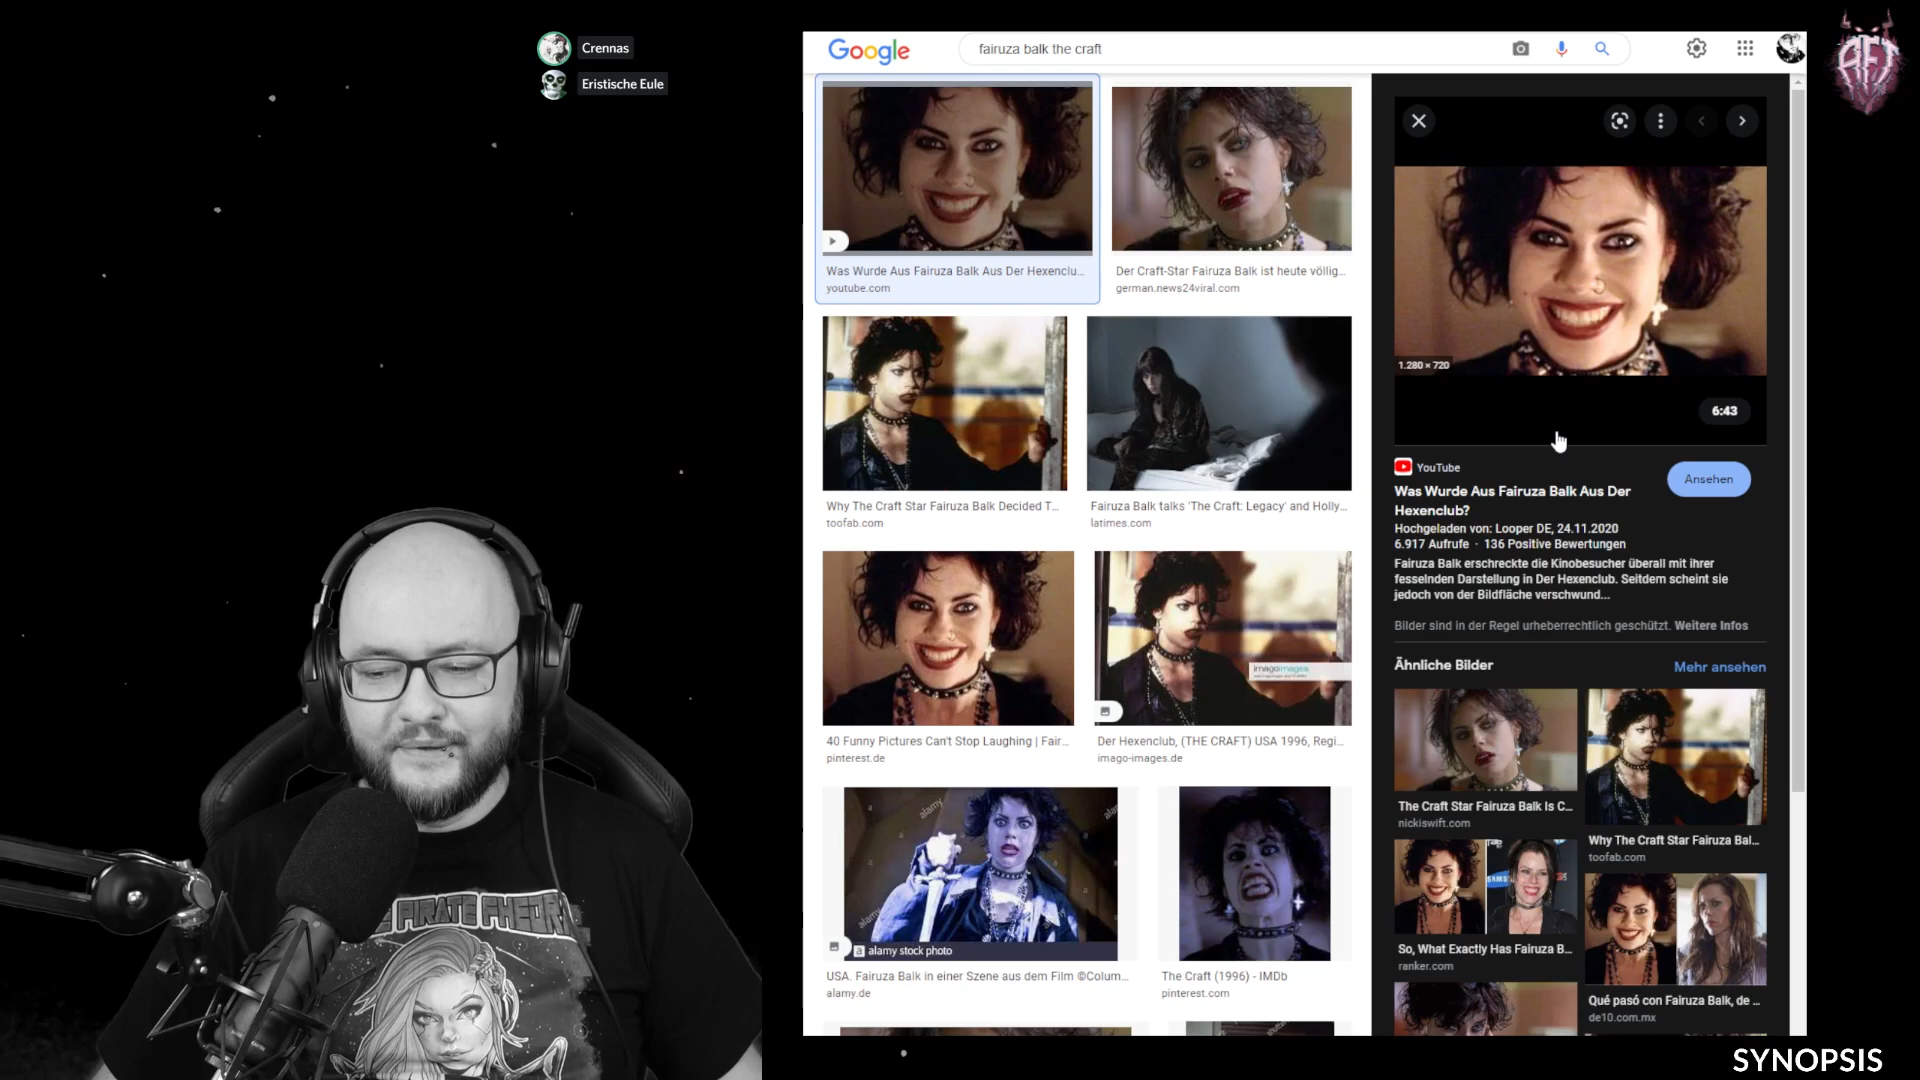 Crennas
Eristische Eule
Google
fairuza balk the craft
AFT
Was Wurde Aus Fairuza Balk Aus Der Hexenclu...
youtube.com
Der Craft-Star Fairuza Balk ist heute völlig...
german.news24viral.com
Why The Craft Star Fairuza Balk Decided T...
toofab.com
Fairuza Balk talks 'The Craft: Legacy' and Holly...
latimes.com
imagoimages
40 Funny Pictures Can't Stop Laughing | Fair...
pinterest.de
Der Hexenclub, (THE CRAFT) USA 1996, Regi...
imago-images.de
alamy
alamy
alamy
a alamy stock photo
USA. Fairuza Balk in einer Szene aus dem Film ©Colum...
alamy.de
The Craft (1996) - IMDb
pinterest.com
1.280 × 720
6:43
YouTube
Ansehen
Was Wurde Aus Fairuza Balk Aus Der
Hexenclub?
Hochgeladen von: Looper DE, 24.11.2020
6.917 Aufrufe · 136 Positive Bewertungen
Fairuza Balk erschreckte die Kinobesucher überall mit ihrer
fesselnden Darstellung in Der Hexenclub. Seitdem scheint sie
jedoch von der Bildfläche verschwund...
Bilder sind in der Regel urheberrechtlich geschützt. Weitere Infos
Ähnliche Bilder
Mehr ansehen
The Craft Star Fairuza Balk Is C...
nickiswift.com
Why The Craft Star Fairuza Bal...
toofab.com
So, What Exactly Has Fairuza B...
ranker.com
Qué pasó con Fairuza Balk, de ...
de10.com.mx
PIRATE
SYNOPSIS